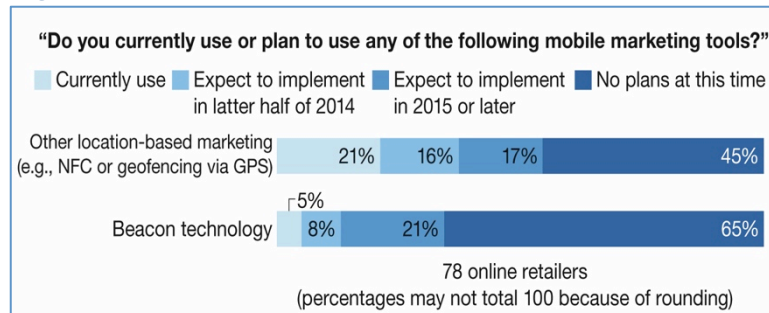 “Do you currently use or plan to use any of the following mobile marketing tools?”
Currently use Expect to implement in latter half of 2014 Expect to implement in 2015 or later No plans at this time
Other location-based marketing
(e.g., NFC or geofencing via GPS)
21% 16% 17% 45%
5%
Beacon technology 8% 21% 65%
78 online retailers
(percentages may not total 100 because of rounding)